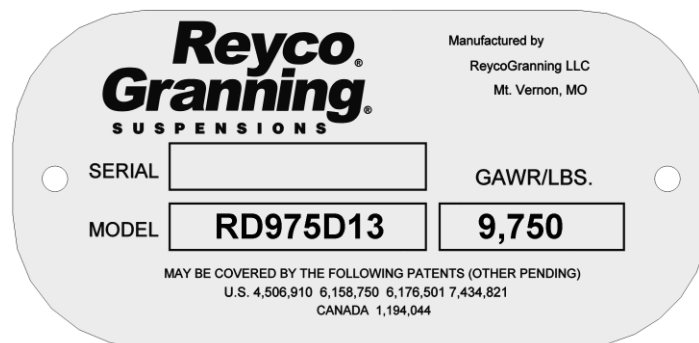 Reyco®
Granning®
SUSPENSIONS
Manufactured by
ReycoGranning LLC
Mt. Vernon, MO
SERIAL
GAWR/LBS.
MODEL RD975D13 9,750
MAY BE COVERED BY THE FOLLOWING PATENTS (OTHER PENDING)
U.S. 4,506,910 6,158,750 6,176,501 7,434,821
CANADA 1,194,044